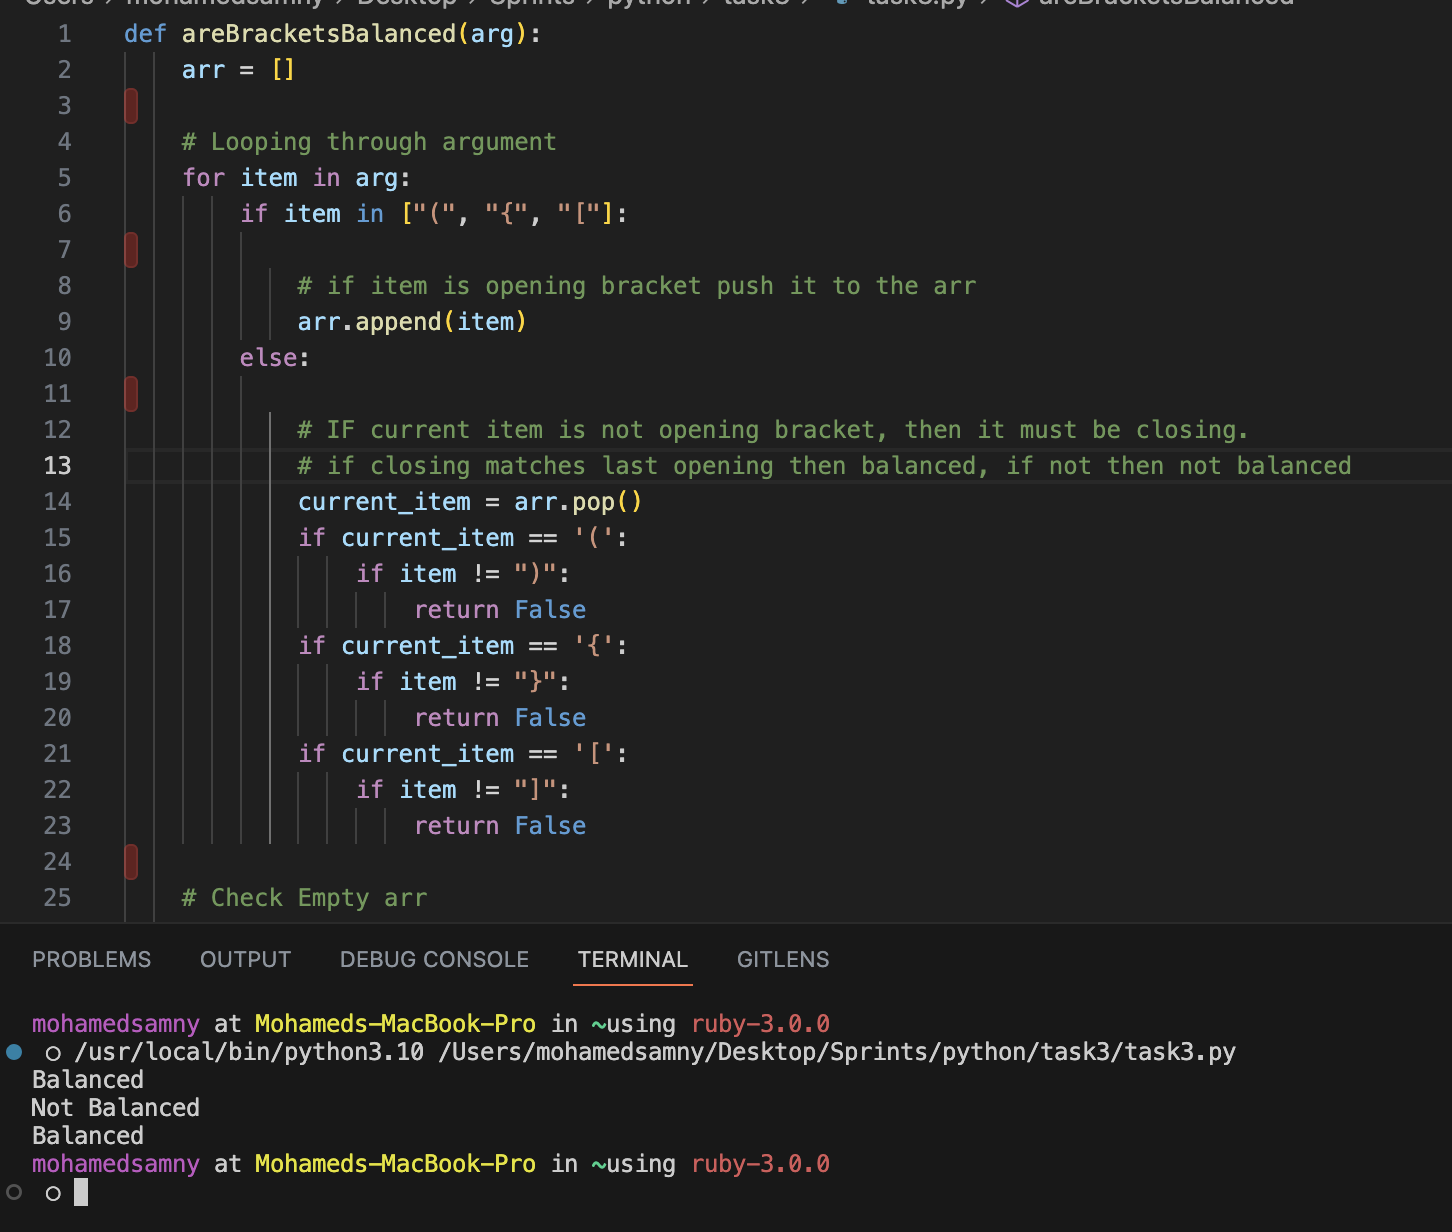 Users › mohamedsamny › Desktop › Sprints › python › task3 › task3.py › areBracketsBalanced
1 def areBracketsBalanced(arg):
2     arr = []
3
4     # Looping through argument
5     for item in arg:
6         if item in ["(", "{", "["]:
7
8             # if item is opening bracket push it to the arr
9             arr.append(item)
10         else:
11
12             # IF current item is not opening bracket, then it must be closing.
13             # if closing matches last opening then balanced, if not then not balanced
14             current_item = arr.pop()
15             if current_item == '(':
16                 if item != ")":
17                     return False
18             if current_item == '{':
19                 if item != "}":
20                     return False
21             if current_item == '[':
22                 if item != "]":
23                     return False
24
25     # Check Empty arr
PROBLEMS OUTPUT DEBUG CONSOLE TERMINAL GITLENS
mohamedsamny at Mohameds-MacBook-Pro in ~using ruby-3.0.0
○ /usr/local/bin/python3.10 /Users/mohamedsamny/Desktop/Sprints/python/task3/task3.py
Balanced
Not Balanced
Balanced
mohamedsamny at Mohameds-MacBook-Pro in ~using ruby-3.0.0
○